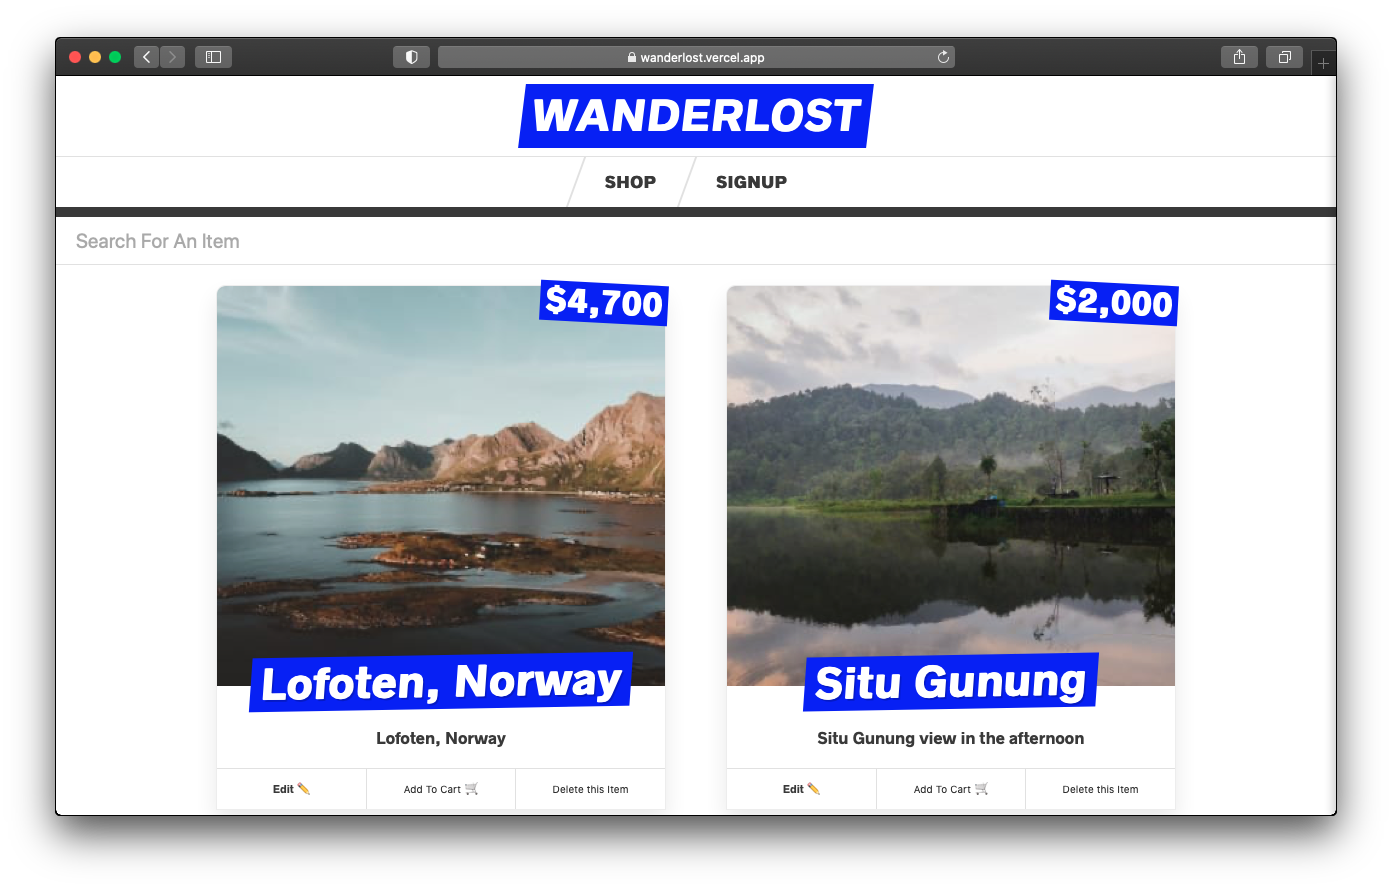 wanderlost.vercel.app
WANDERLOST
SHOP SIGNUP
Search For An Item
$4,700
Lofoten, Norway
Lofoten, Norway
Edit ✏️ Add To Cart 🛒 Delete this Item
$2,000
Situ Gunung
Situ Gunung view in the afternoon
Edit ✏️ Add To Cart 🛒 Delete this Item